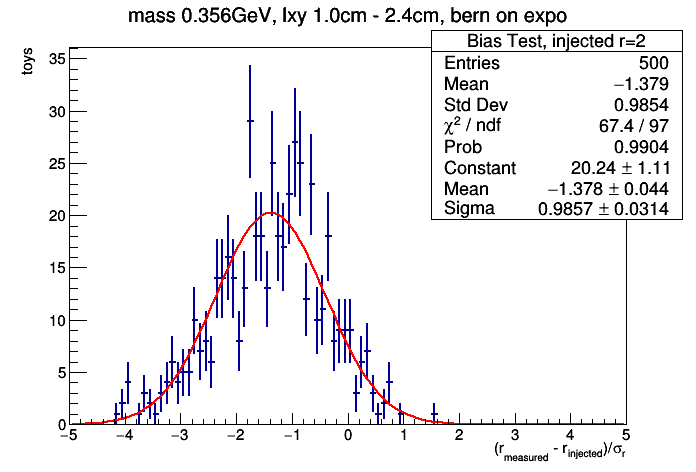 mass 0.356GeV, lxy 1.0cm - 2.4cm, bern on expo
Bias Test, injected r=2
Entries 500
Mean −1.379
Std Dev 0.9854
χ² / ndf 67.4 / 97
Prob 0.9904
Constant 20.24 ± 1.11
Mean −1.378 ± 0.044
Sigma 0.9857 ± 0.0314
toys
35
30
25
20
15
10
5
0
−5 −4 −3 −2 −1 0 1 2 3 4 5
(r_measured - r_injected)/σ_r